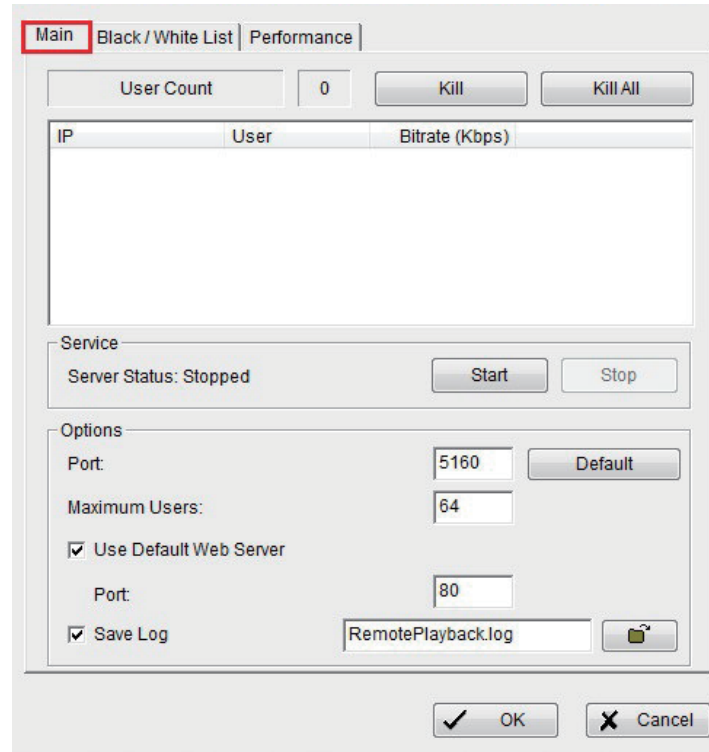 Main Black / White List Performance
User Count 0 Kill Kill All
IP User Bitrate (Kbps)
Service
Server Status: Stopped Start Stop
Options
Port: 5160 Default
Maximum Users: 64
Use Default Web Server
Port: 80
Save Log RemotePlayback.log
OK Cancel